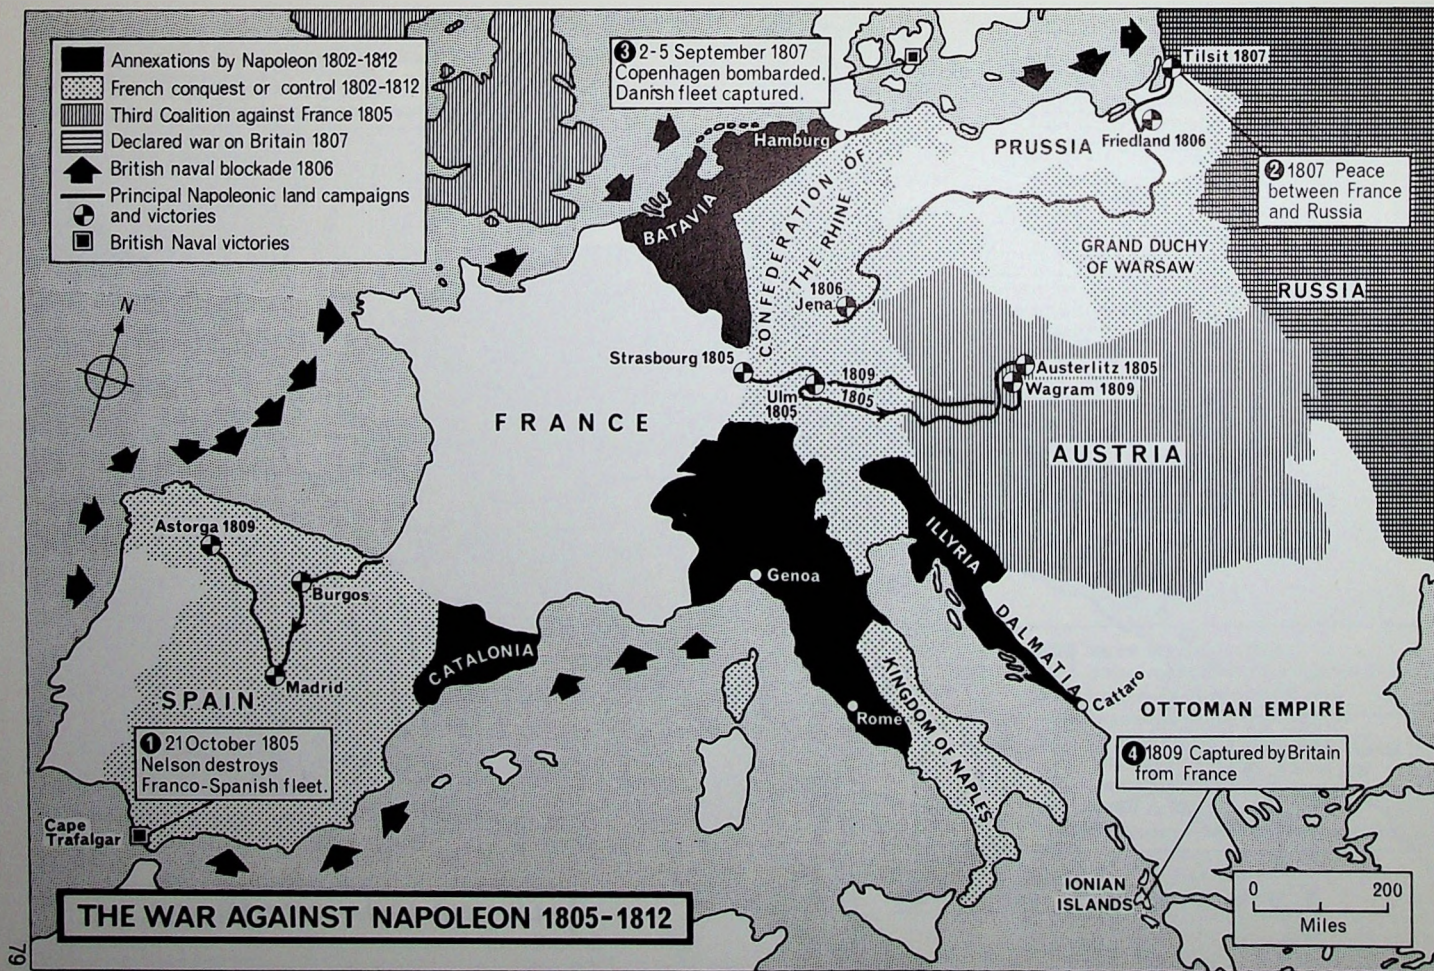 Annexations by Napoleon 1802-1812
French conquest or control 1802-1812
Third Coalition against France 1805
Declared war on Britain 1807
British naval blockade 1806
Principal Napoleonic land campaigns
and victories
British Naval victories
3 2-5 September 1807
Copenhagen bombarded.
Danish fleet captured.
Tilsit 1807
Hamburg
PRUSSIA
Friedland 1806
2 1807 Peace
between France
and Russia
BATAVIA
CONFEDERATION OF
THE RHINE
GRAND DUCHY
OF WARSAW
RUSSIA
1806
Jena
N
Strasbourg 1805
1809
Ulm
1805
1805
Austerlitz 1805
Wagram 1809
FRANCE
AUSTRIA
Astorga 1809
Burgos
Genoa
ILLYRIA
DALMATIA
CATALONIA
Madrid
SPAIN
Rome
KINGDOM OF NAPLES
Cattaro
OTTOMAN EMPIRE
1 21 October 1805
Nelson destroys
Franco-Spanish fleet.
4 1809 Captured by Britain
from France
Cape
Trafalgar
IONIAN
ISLANDS
0 200
Miles
THE WAR AGAINST NAPOLEON 1805-1812
79